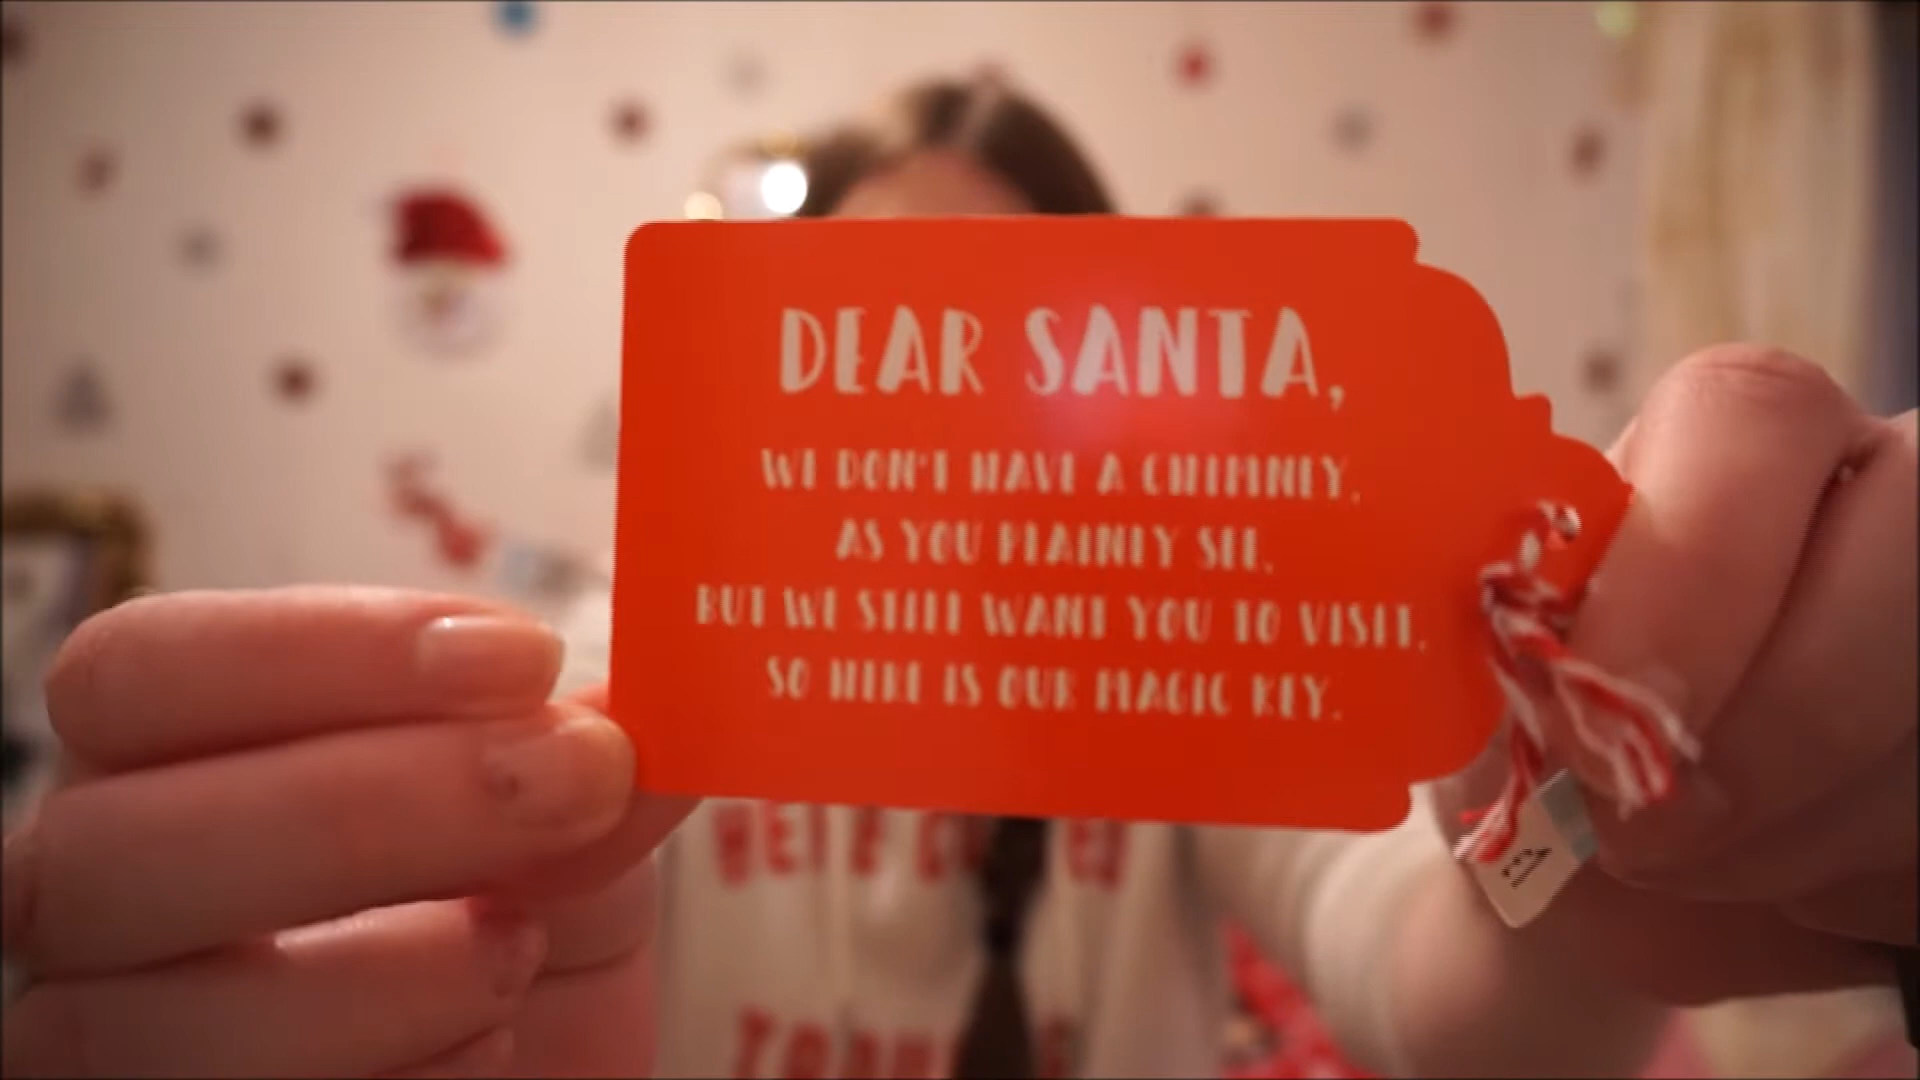 DEAR SANTA,
WE DON'T HAVE A CHIMNEY,
AS YOU PLAINLY SEE,
BUT WE STILL WANT YOU TO VISIT,
SO HERE IS OUR MAGIC KEY.